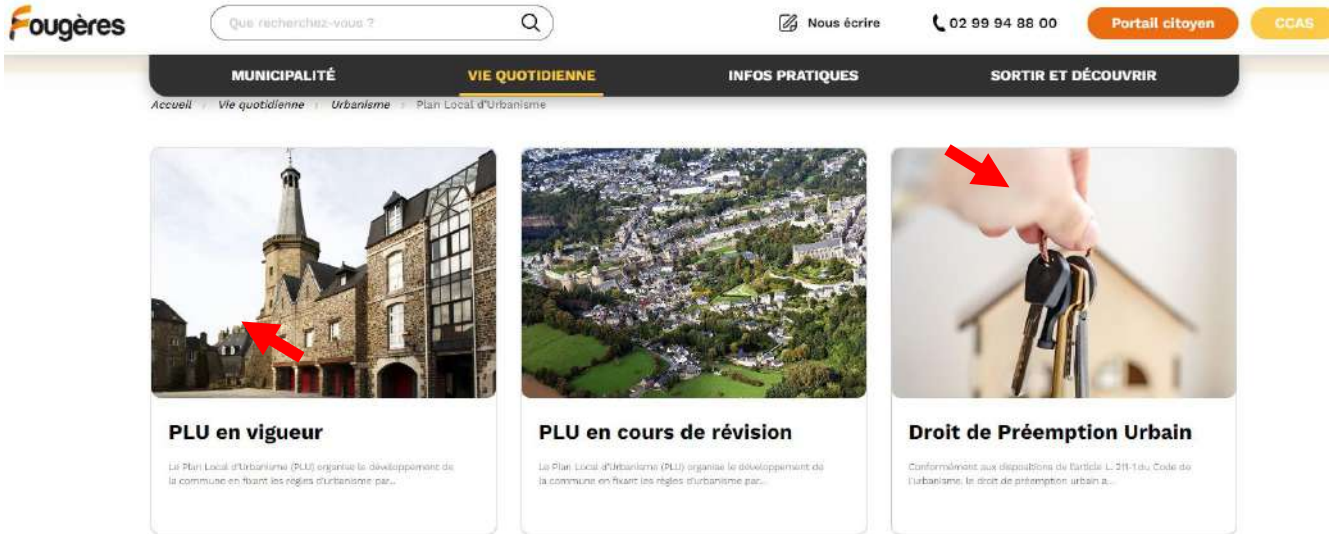 Fougères
Que recherchez-vous ?
Nous écrire
02 99 94 88 00
Portail citoyen
CCAS
MUNICIPALITÉ
VIE QUOTIDIENNE
INFOS PRATIQUES
SORTIR ET DÉCOUVRIR
Accueil / Vie quotidienne / Urbanisme / Plan Local d'Urbanisme
PLU en vigueur
Le Plan Local d'Urbanisme (PLU) organise le développement de
la commune en fixant les règles d'urbanisme par...
PLU en cours de révision
Le Plan Local d'Urbanisme (PLU) organise le développement de
la commune en fixant les règles d'urbanisme par...
Droit de Préemption Urbain
Conformément aux dispositions de l'article L. 211-1 du Code de
l'urbanisme, le droit de préemption urbain a...